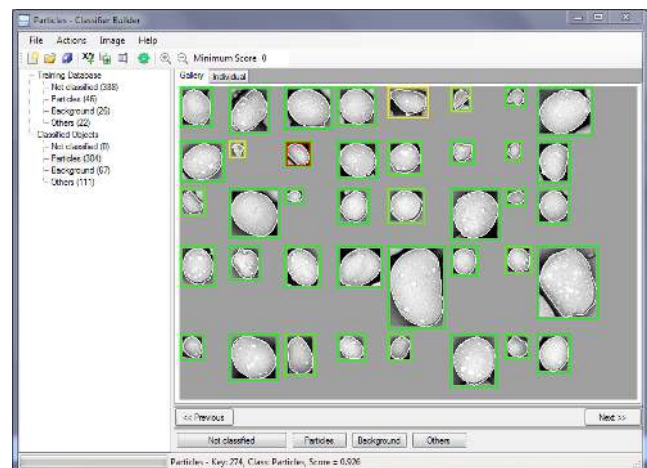 Particles - Classifier Builder
File Actions Image Help
Minimum Score 0
Training Database
Not classified (388)
Particles (46)
Background (26)
Others (22)
Classified Objects
Not classified (0)
Particles (304)
Background (67)
Others (111)
Gallery Individual
<< Previous
Next >>
Not classified Particles Background Others
Particles - Key: 274, Class: Particles, Score = 0.926